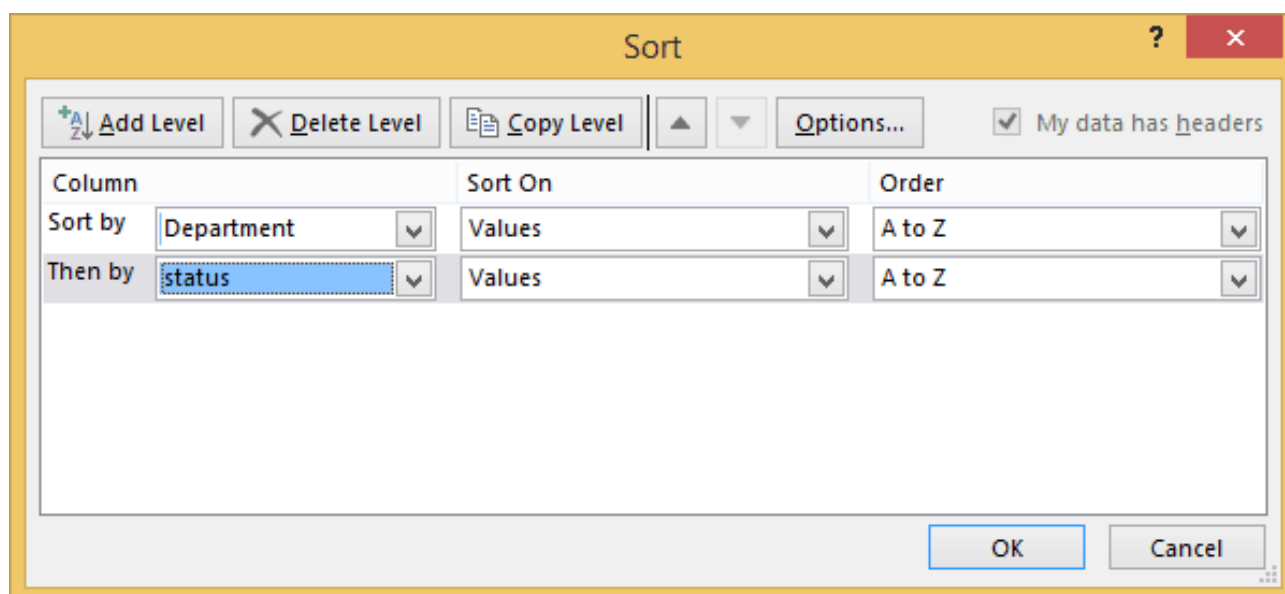 Sort ?
Add Level Delete Level Copy Level Options... My data has headers
Column Sort On Order
Sort by Department Values A to Z
Then by status Values A to Z
OK Cancel